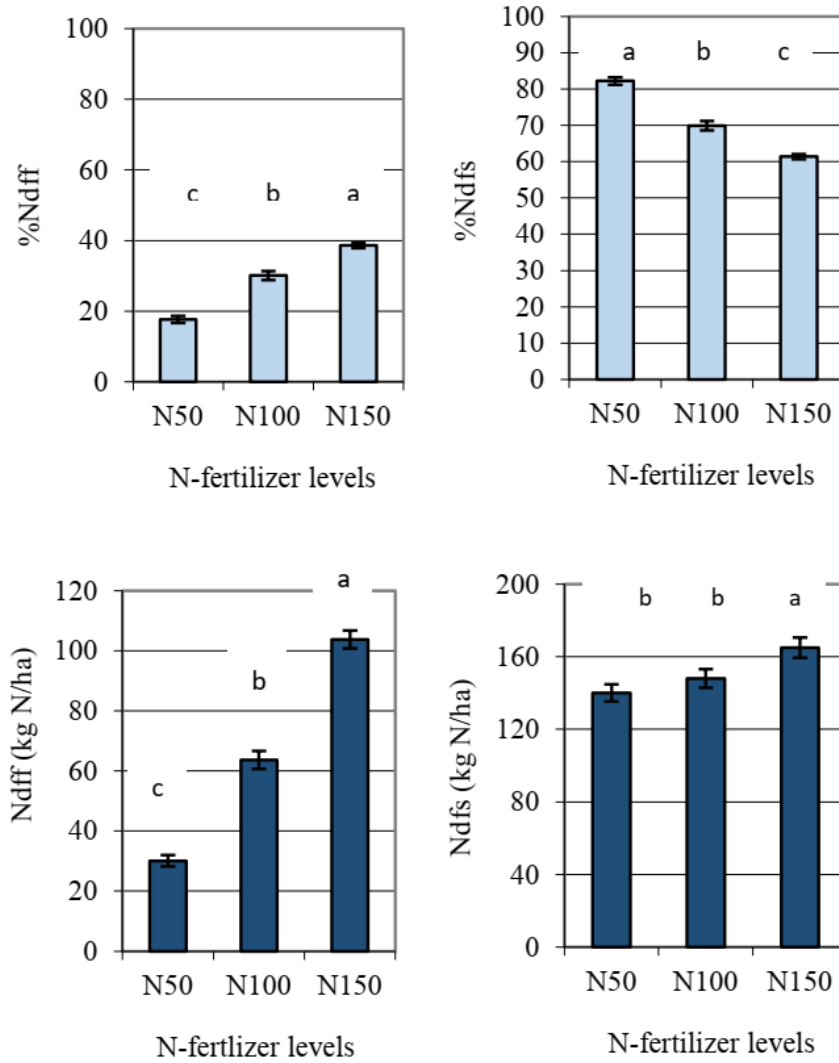 %Ndff
100
80
60
40
20
0
c b a
N50 N100 N150
N-fertilizer levels
%Ndfs
100
90
80
70
60
50
40
30
20
10
0
a b c
N50 N100 N150
N-fertilizer levels
Ndff (kg N/ha)
120
100
80
60
40
20
0
a
b
c
N50 N100 N150
N-fertlizer levels
Ndfs (kg N/ha)
200
160
120
80
40
0
b b a
N50 N100 N150
N-fertilizer levels